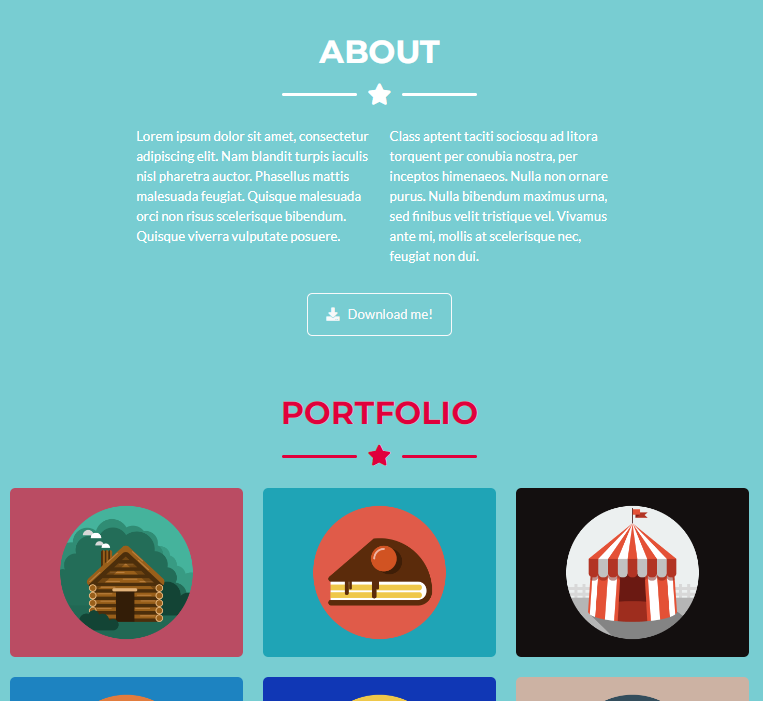 ABOUT
Lorem ipsum dolor sit amet, consectetur
adipiscing elit. Nam blandit turpis iaculis
nisl pharetra auctor. Phasellus mattis
malesuada feugiat. Quisque malesuada
orci non risus scelerisque bibendum.
Quisque viverra vulputate posuere.
Class aptent taciti sociosqu ad litora
torquent per conubia nostra, per
inceptos himenaeos. Nulla non ornare
purus. Nulla bibendum maximus urna,
sed finibus velit tristique vel. Vivamus
ante mi, mollis at scelerisque nec,
feugiat non dui.
Download me!
PORTFOLIO